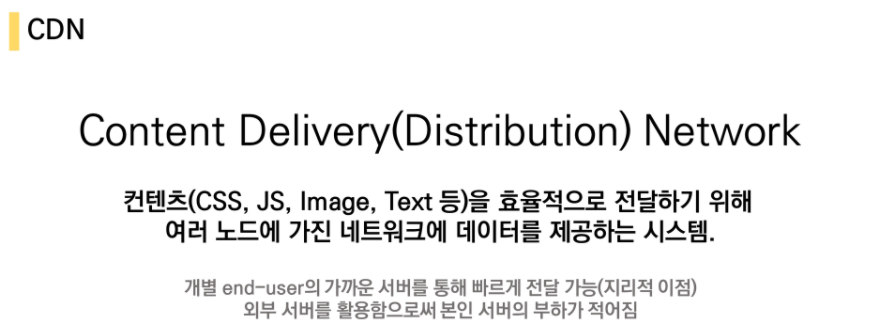 CDN
Content Delivery(Distribution) Network
컨텐츠(CSS, JS, Image, Text 등)을 효율적으로 전달하기 위해
여러 노드에 가진 네트워크에 데이터를 제공하는 시스템.
개별 end-user의 가까운 서버를 통해 빠르게 전달 가능(지리적 이점)
외부 서버를 활용함으로써 본인 서버의 부하가 적어짐